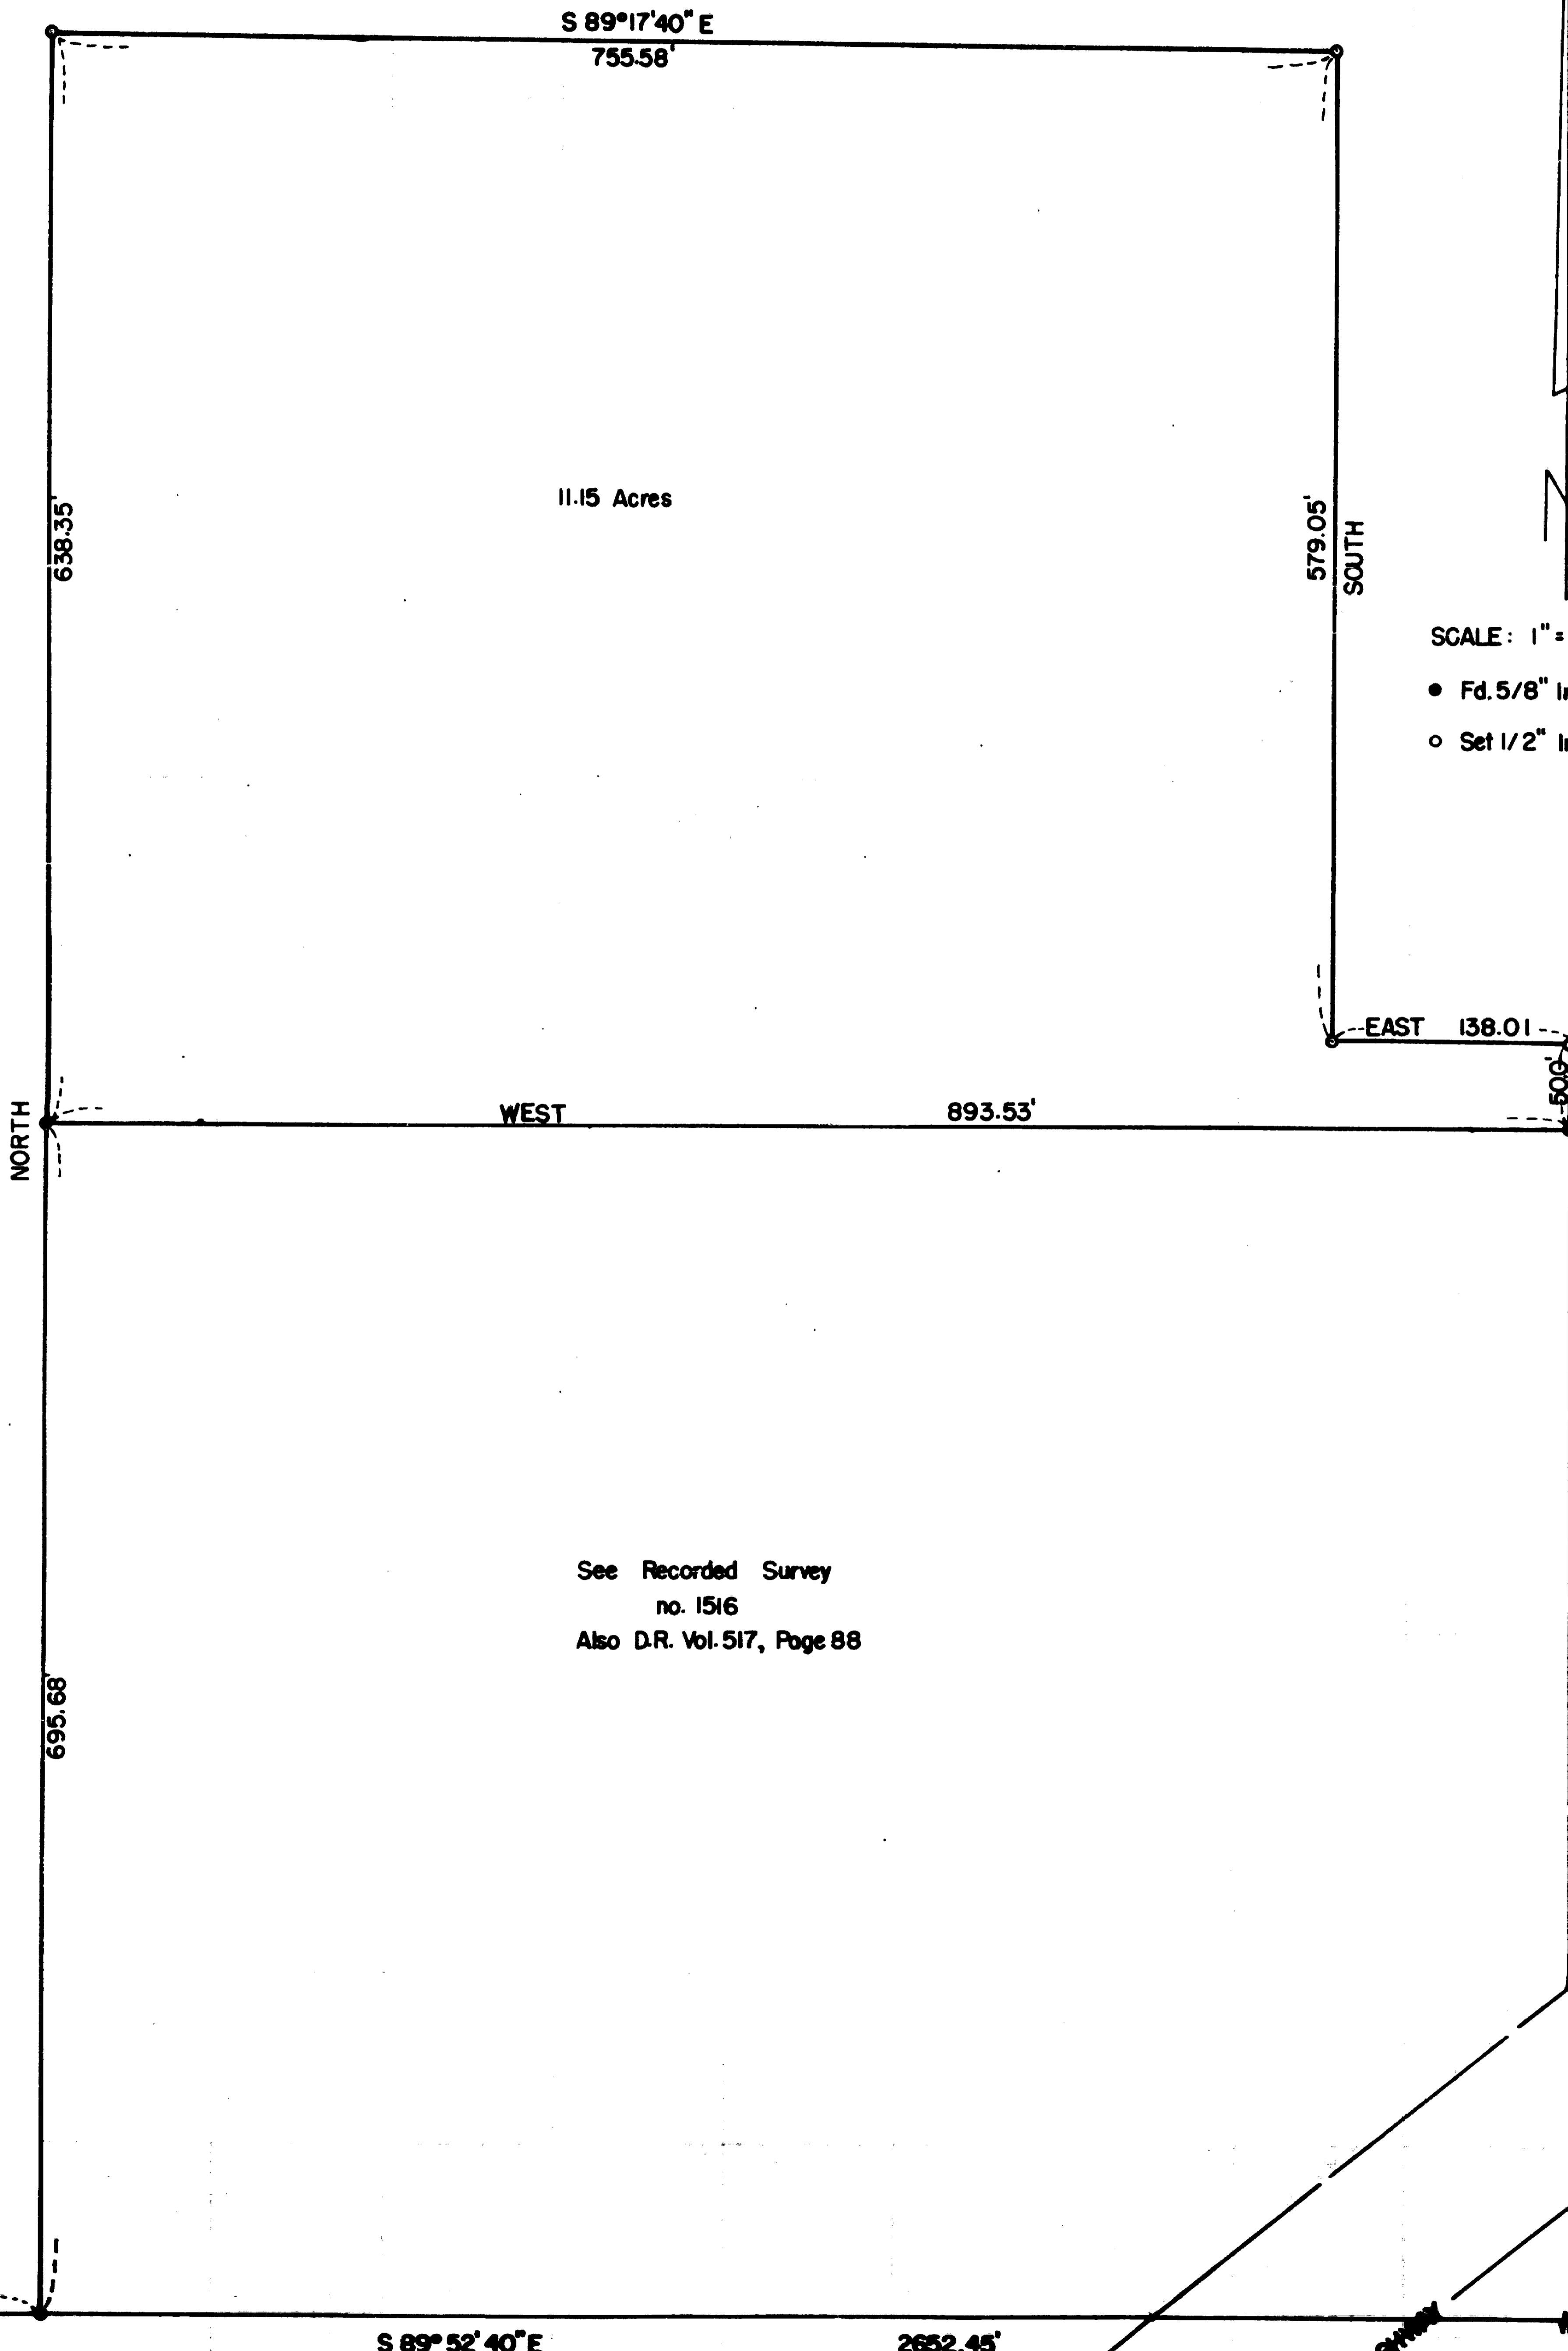 S 89°17'40" E
755.58'
11.15 Acres
638.35'
579.05'
SOUTH
SCALE: 1" =
Fd. 5/8"
Set 1/2"
EAST 138.01
50.0'
WEST 893.53'
NORTH
See Recorded Survey
no. 1516
Also D.R. Vol. 517, Page 88
695.68'
S 89° 52' 40" E 2652.45'